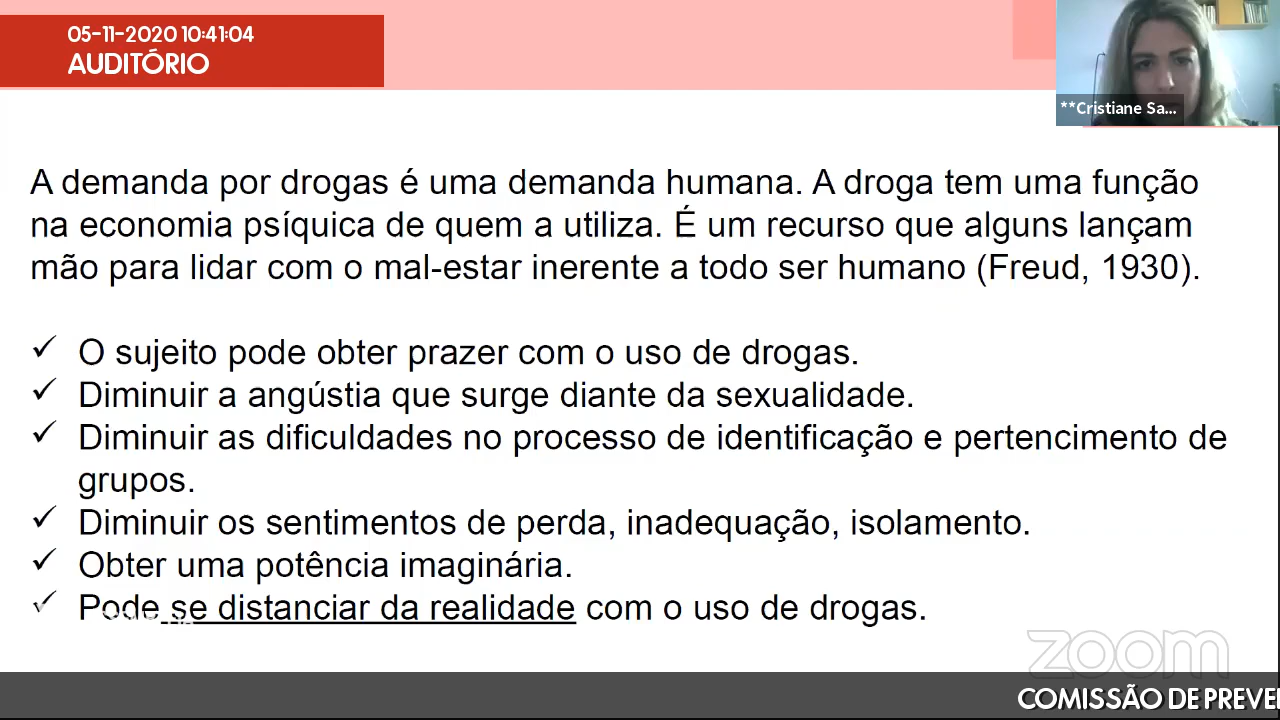 05-11-2020 10:41:04
AUDITÓRIO
**Cristiane Sa...
A demanda por drogas é uma demanda humana. A droga tem uma função
na economia psíquica de quem a utiliza. É um recurso que alguns lançam
mão para lidar com o mal-estar inerente a todo ser humano (Freud, 1930).
✓ O sujeito pode obter prazer com o uso de drogas.
✓ Diminuir a angústia que surge diante da sexualidade.
✓ Diminuir as dificuldades no processo de identificação e pertencimento de
grupos.
✓ Diminuir os sentimentos de perda, inadequação, isolamento.
✓ Obter uma potência imaginária.
✓ Pode se distanciar da realidade com o uso de drogas.
zoom
COMISSÃO DE PREVE